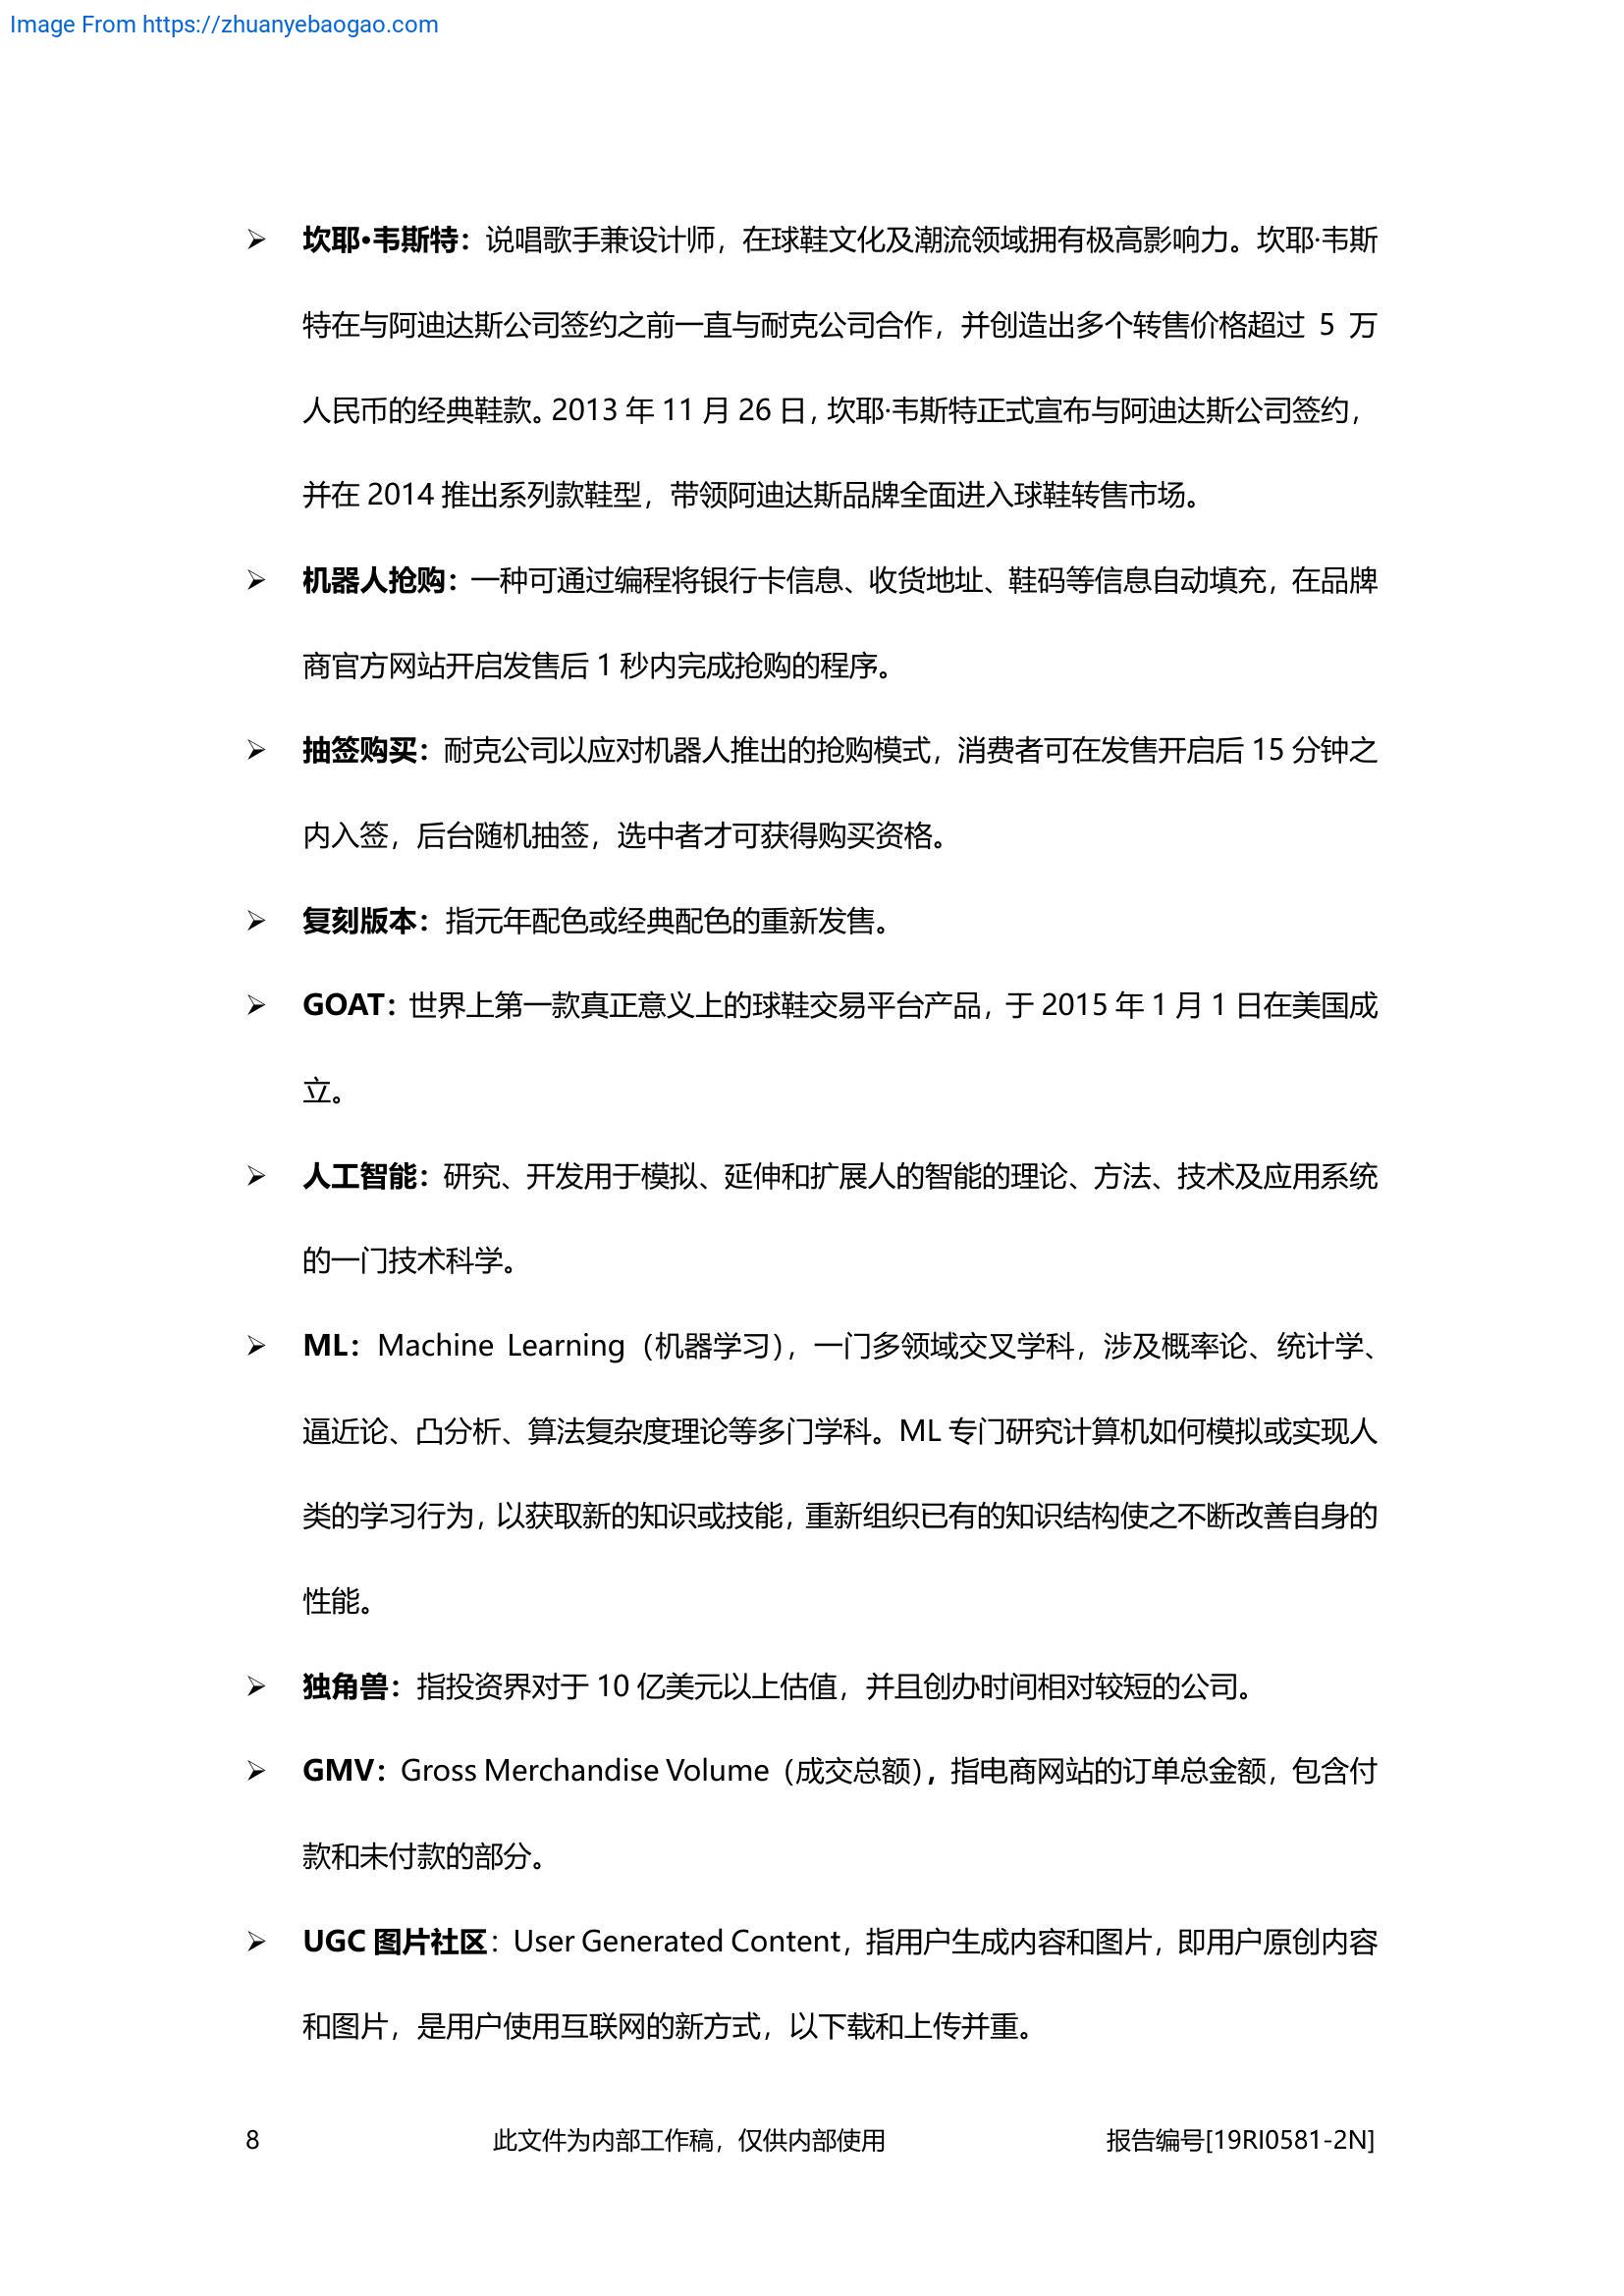 Image From https://zhuanyebaogao.com
➢ 坎耶·韦斯特：说唱歌手兼设计师，在球鞋文化及潮流领域拥有极高影响力。坎耶·韦斯
特在与阿迪达斯公司签约之前一直与耐克公司合作，并创造出多个转售价格超过 5 万
人民币的经典鞋款。2013 年 11 月 26 日，坎耶·韦斯特正式宣布与阿迪达斯公司签约，
并在 2014 推出系列款鞋型，带领阿迪达斯品牌全面进入球鞋转售市场。
➢ 机器人抢购：一种可通过编程将银行卡信息、收货地址、鞋码等信息自动填充，在品牌
商官方网站开启发售后 1 秒内完成抢购的程序。
➢ 抽签购买：耐克公司以应对机器人推出的抢购模式，消费者可在发售开启后 15 分钟之
内入签，后台随机抽签，选中者才可获得购买资格。
➢ 复刻版本：指元年配色或经典配色的重新发售。
➢ GOAT：世界上第一款真正意义上的球鞋交易平台产品，于 2015 年 1 月 1 日在美国成
立。
➢ 人工智能：研究、开发用于模拟、延伸和扩展人的智能的理论、方法、技术及应用系统
的一门技术科学。
➢ ML：Machine Learning（机器学习），一门多领域交叉学科，涉及概率论、统计学、
逼近论、凸分析、算法复杂度理论等多门学科。ML 专门研究计算机如何模拟或实现人
类的学习行为，以获取新的知识或技能，重新组织已有的知识结构使之不断改善自身的
性能。
➢ 独角兽：指投资界对于 10 亿美元以上估值，并且创办时间相对较短的公司。
➢ GMV：Gross Merchandise Volume（成交总额），指电商网站的订单总金额，包含付
款和未付款的部分。
➢ UGC 图片社区：User Generated Content，指用户生成内容和图片，即用户原创内容
和图片，是用户使用互联网的新方式，以下载和上传并重。
8 此文件为内部工作稿，仅供内部使用 报告编号[19RI0581-2N]